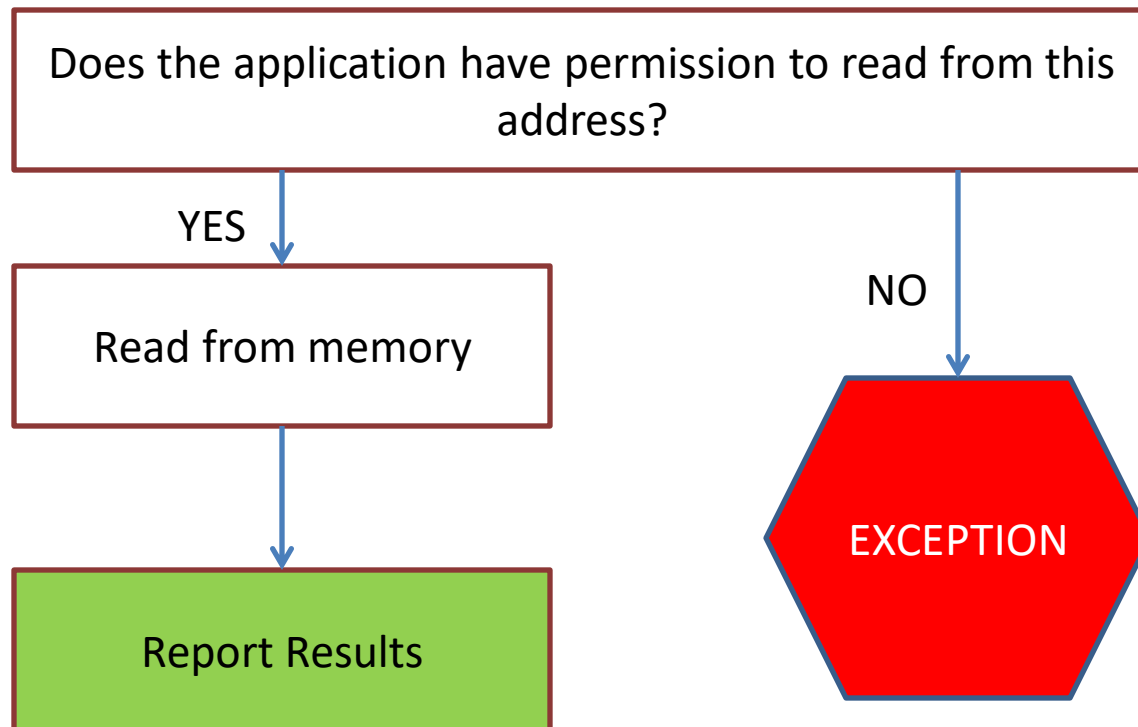 Does the application have permission to read from this
address?
YES
NO
Read from memory
EXCEPTION
Report Results